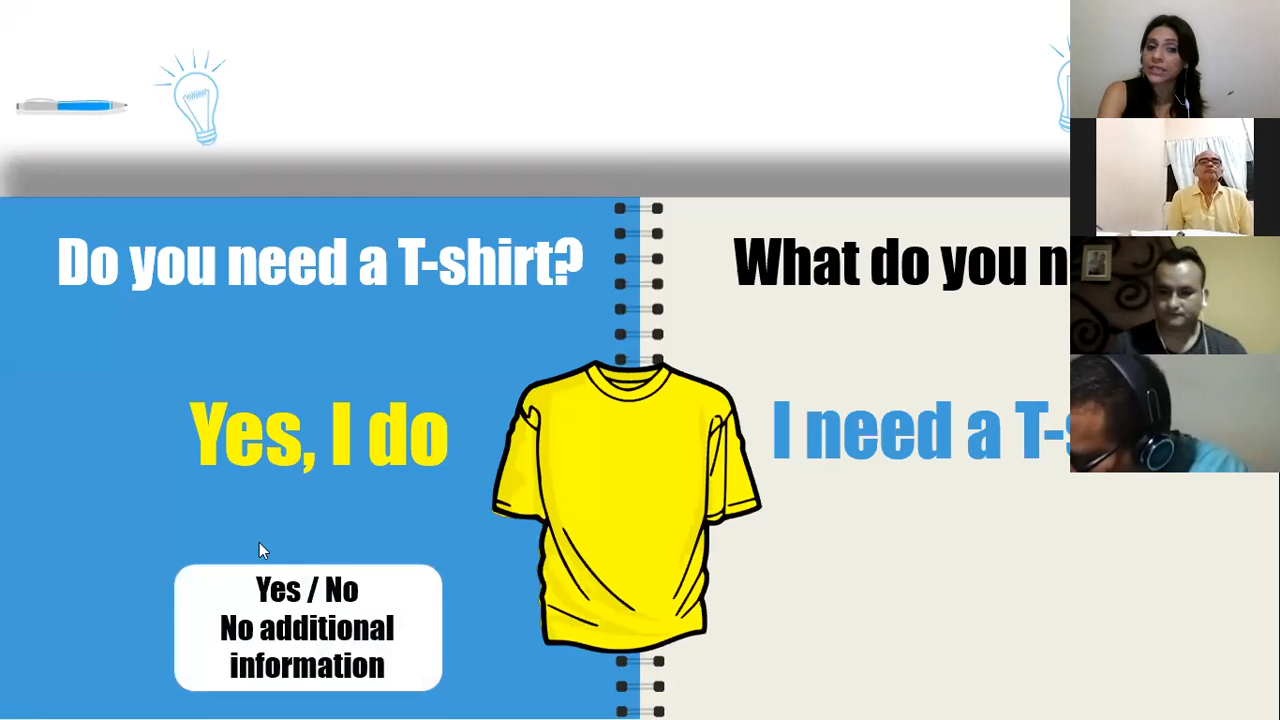 Do you need a T-shirt?
Yes, I do
Yes / No
No additional
information
What do you
I need a